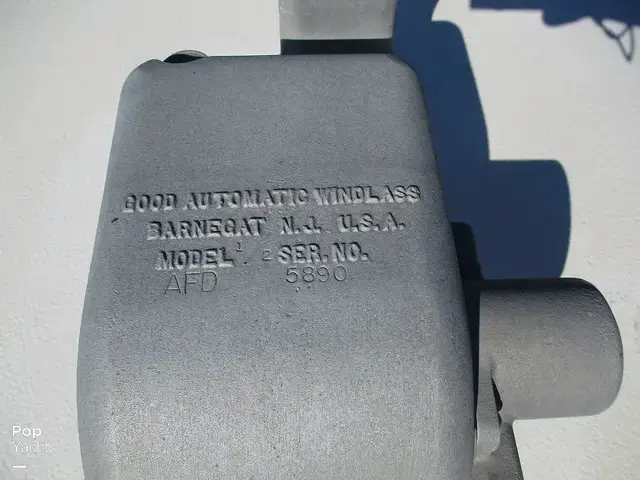 GOOD AUTOMATIC WINDLASS
BARNEGAT N.J. U.S.A.
MODEL 2 SER. NO.
AFD 5890
Pop
Yachts